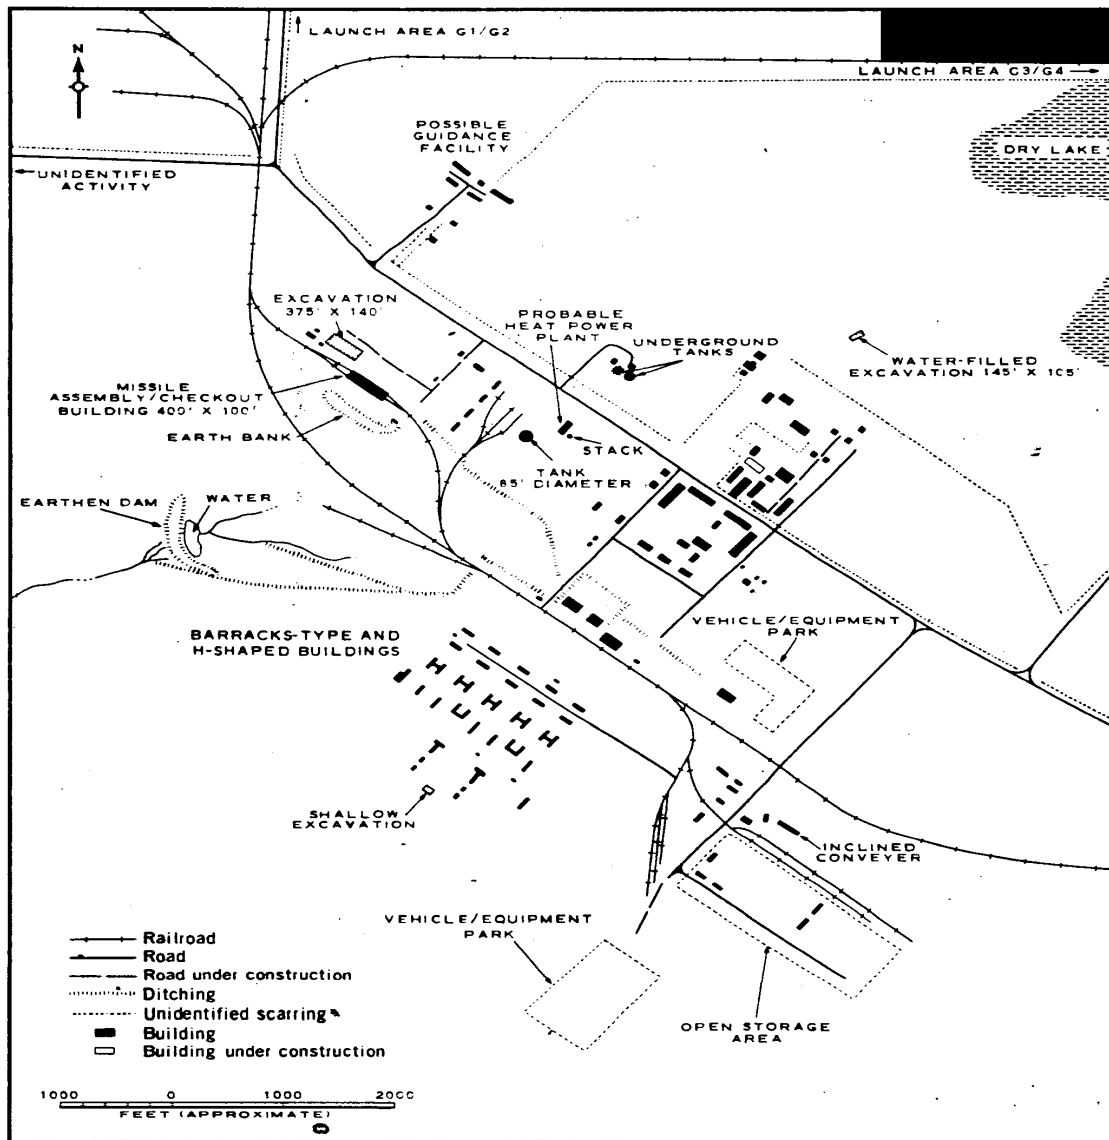 LAUNCH AREA G1/G2
N
LAUNCH AREA G3/G4
POSSIBLE
GUIDANCE
FACILITY
DRY LAKE
UNIDENTIFIED
ACTIVITY
EXCAVATION
375' X 140'
PROBABLE
HEAT POWER
PLANT
UNDERGROUND
TANKS
WATER-FILLED
EXCAVATION 145' X 105'
MISSILE
ASSEMBLY/CHECKOUT
BUILDING 400' X 100'
EARTH BANK
STACK
TANK
85' DIAMETER
EARTHEN DAM
WATER
BARRACKS-TYPE AND
H-SHAPED BUILDINGS
VEHICLE/EQUIPMENT
PARK
SHALLOW
EXCAVATION
INCLINED
CONVEYER
VEHICLE/EQUIPMENT
PARK
OPEN STORAGE
AREA
Railroad
Road
Road under construction
Ditching
Unidentified scarring
Building
Building under construction
1000 0 1000 2000
FEET (APPROXIMATE)